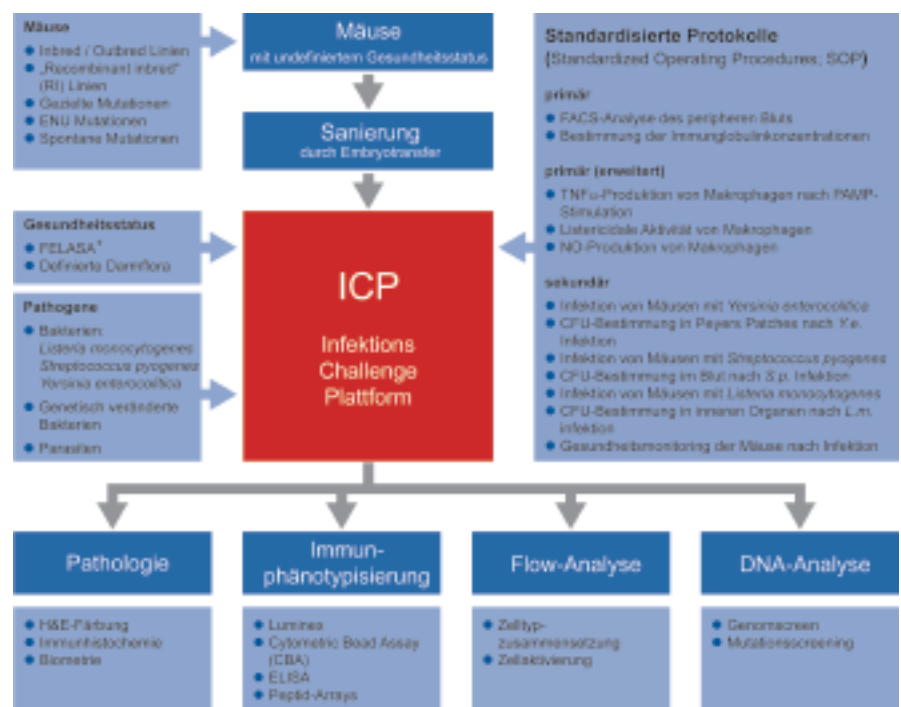 Mäuse
Inbred / Outbred Linien
„Recombinant inbred“
(RI) Linien
Gezielte Mutationen
ENU Mutationen
Spontane Mutationen
Mäuse
mit undefiniertem Gesundheitsstatus
Sanierung
durch Embryotransfer
Gesundheitsstatus
FELASA+
Definierte Darmflora
Pathogene
Bakterien:
Listeria monocytogenes
Streptococcus pyogenes
Yersinia enterocolitica
Genetisch veränderte
Bakterien
Parasiten
ICP
Infektions
Challenge
Plattform
Standardisierte Protokolle
(Standardized Operating Procedures; SOP)
primär
FACS-Analyse des peripheren Bluts
Bestimmung der Immunglobulinkonzentrationen
primär (erweitert)
TNFα-Produktion von Makrophagen nach PAMP-
Stimulation
Listericidale Aktivität von Makrophagen
NO-Produktion von Makrophagen
sekundär
Infektion von Mäusen mit Yersinia enterocolitica
CFU-Bestimmung in Peyers Patches nach Y.e.
Infektion
Infektion von Mäusen mit Streptococcus pyogenes
CFU-Bestimmung im Blut nach S.p. Infektion
Infektion von Mäusen mit Listeria monocytogenes
CFU-Bestimmung in inneren Organen nach L.m.
infektion
Gesundheitsmonitoring der Mäuse nach Infektion
Pathologie
H&E-Färbung
Immunhistochemie
Biometrie
Immun-
phänotypisierung
Luminex
Cytometric Bead Assay
(CBA)
ELISA
Peptid-Arrays
Flow-Analyse
Zelltyp-
zusammensetzung
Zellaktivierung
DNA-Analyse
Genomscreen
Mutationsscreening